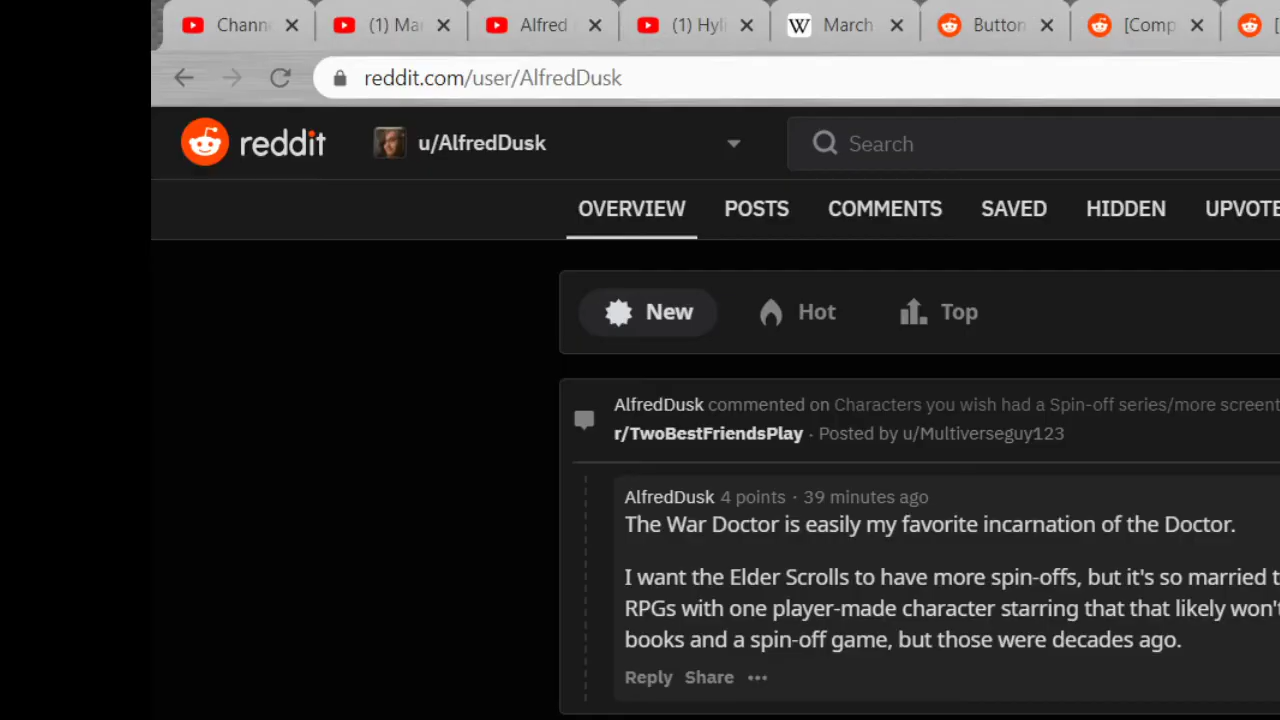 Chann
(1) Mar
Alfred
(1) Hyli
March
Button
[Comp
[
reddit.com/user/AlfredDusk
reddit
u/AlfredDusk
Search
OVERVIEW
POSTS
COMMENTS
SAVED
HIDDEN
UPVOTE
New
Hot
Top
AlfredDusk commented on Characters you wish had a Spin-off series/more screent
r/TwoBestFriendsPlay · Posted by u/Multiverseguy123
AlfredDusk 4 points · 39 minutes ago
The War Doctor is easily my favorite incarnation of the Doctor.
I want the Elder Scrolls to have more spin-offs, but it's so married t
RPGs with one player-made character starring that that likely won't
books and a spin-off game, but those were decades ago.
Reply Share •••